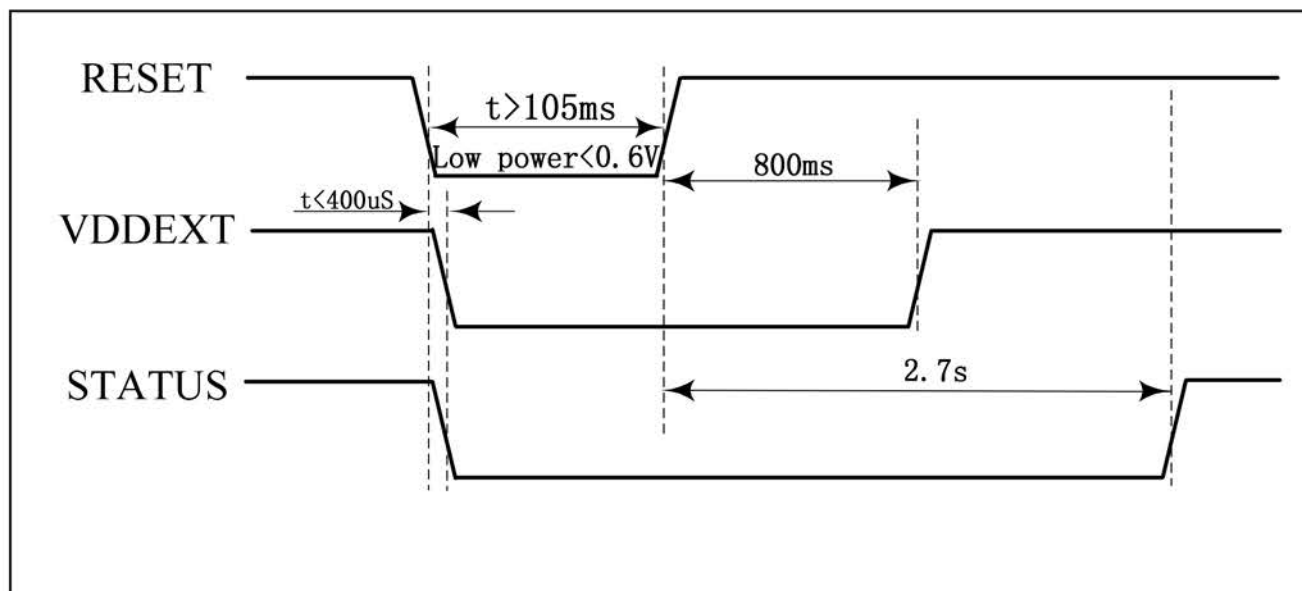 RESET
t>105ms
Low power<0.6V
800ms
t<400uS
VDDEXT
2.7s
STATUS